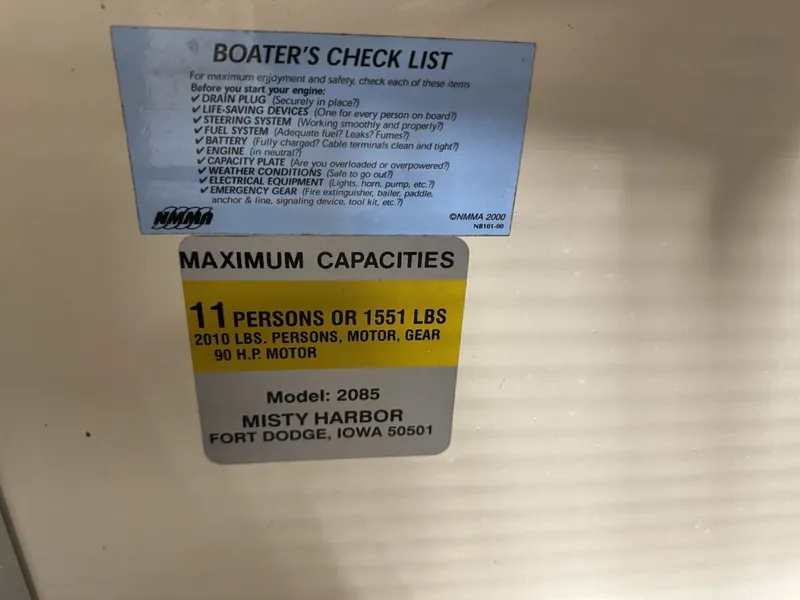 BOATER'S CHECK LIST
For maximum enjoyment and safety, check each of these items
Before you start your engine:
✓ DRAIN PLUG (Securely in place?)
✓ LIFE-SAVING DEVICES (One for every person on board?)
✓ STEERING SYSTEM (Working smoothly and properly?)
✓ FUEL SYSTEM (Adequate fuel? Leaks? Fumes?)
✓ BATTERY (Fully charged? Cable terminals clean and tight?)
✓ ENGINE (in neutral?)
✓ CAPACITY PLATE (Are you overloaded or overpowered?)
✓ WEATHER CONDITIONS (Safe to go out?)
✓ ELECTRICAL EQUIPMENT (Lights, horn, pump, etc.?)
✓ EMERGENCY GEAR (Fire extinguisher, bailer, paddle,
anchor & line, signaling device, tool kit, etc.?)
NMMA
©NMMA 2000
NB101-00
MAXIMUM CAPACITIES
11 PERSONS OR 1551 LBS
2010 LBS. PERSONS, MOTOR, GEAR
90 H.P. MOTOR
Model: 2085
MISTY HARBOR
FORT DODGE, IOWA 50501